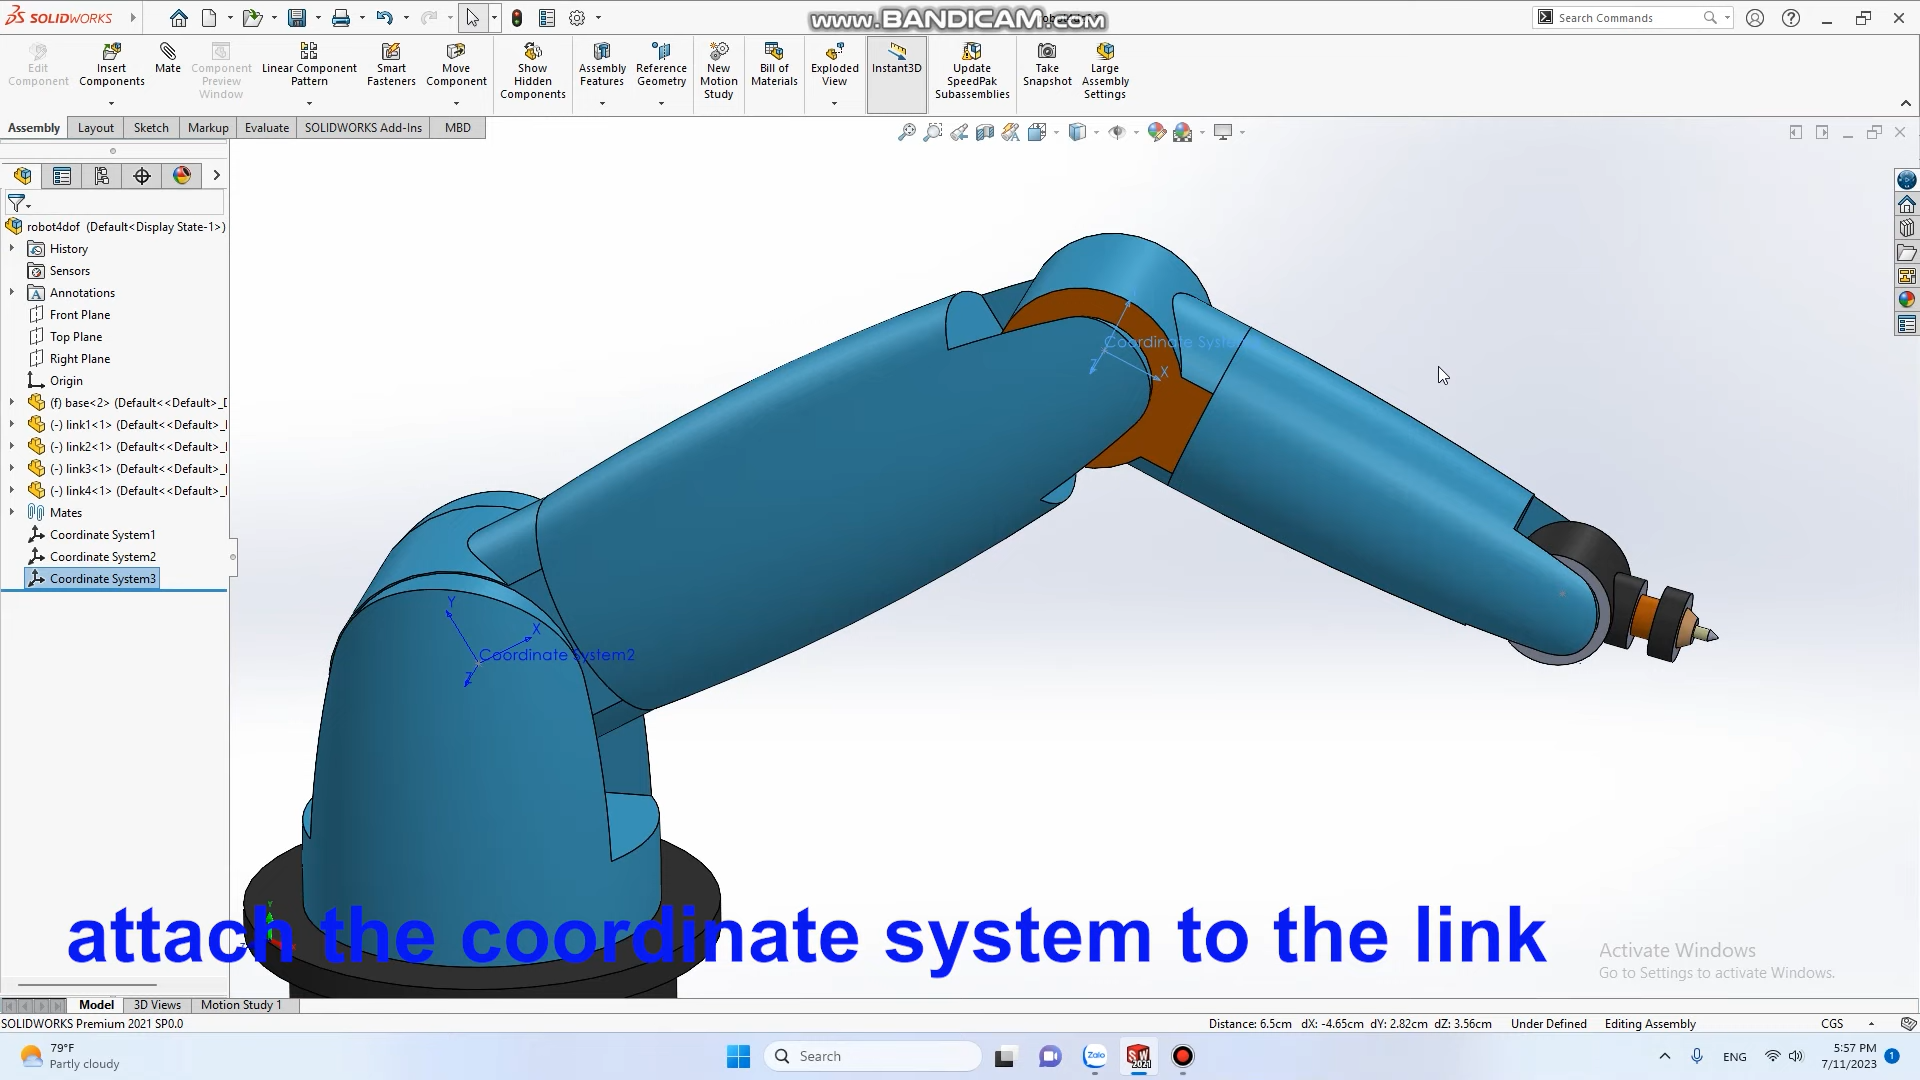 SOLIDWORKS
www.BANDICAM.com
Search Commands
Edit
Component
Insert
Components
Mate
Component
Preview
Window
Linear Component
Pattern
Smart
Fasteners
Move
Component
Show
Hidden
Components
Assembly
Features
Reference
Geometry
New
Motion
Study
Bill of
Materials
Exploded
View
Instant3D
Update
SpeedPak
Subassemblies
Take
Snapshot
Large
Assembly
Settings
Assembly
Layout
Sketch
Markup
Evaluate
SOLIDWORKS Add-Ins
MBD
robot4dof (Default<Display State-1>)
History
Sensors
Annotations
Front Plane
Top Plane
Right Plane
Origin
(f) base<2> (Default<<Default>_D
(-) link1<1> (Default<<Default>_
(-) link2<1> (Default<<Default>_
(-) link3<1> (Default<<Default>_
(-) link4<1> (Default<<Default>_
Mates
Coordinate System1
Coordinate System2
Coordinate System3
Coordinate Syste
Z
X
Y
X
Coordinate System2
Z
Y
attach the coordinate system to the link
Activate Windows
Go to Settings to activate Windows.
Model
3D Views
Motion Study 1
SOLIDWORKS Premium 2021 SP0.0
Distance: 6.5cm dX: -4.65cm dY: 2.82cm dZ: 3.56cm
Under Defined
Editing Assembly
CGS
79°F
Partly cloudy
Search
Zalo
SW
2021
ENG
5:57 PM
7/11/2023
1